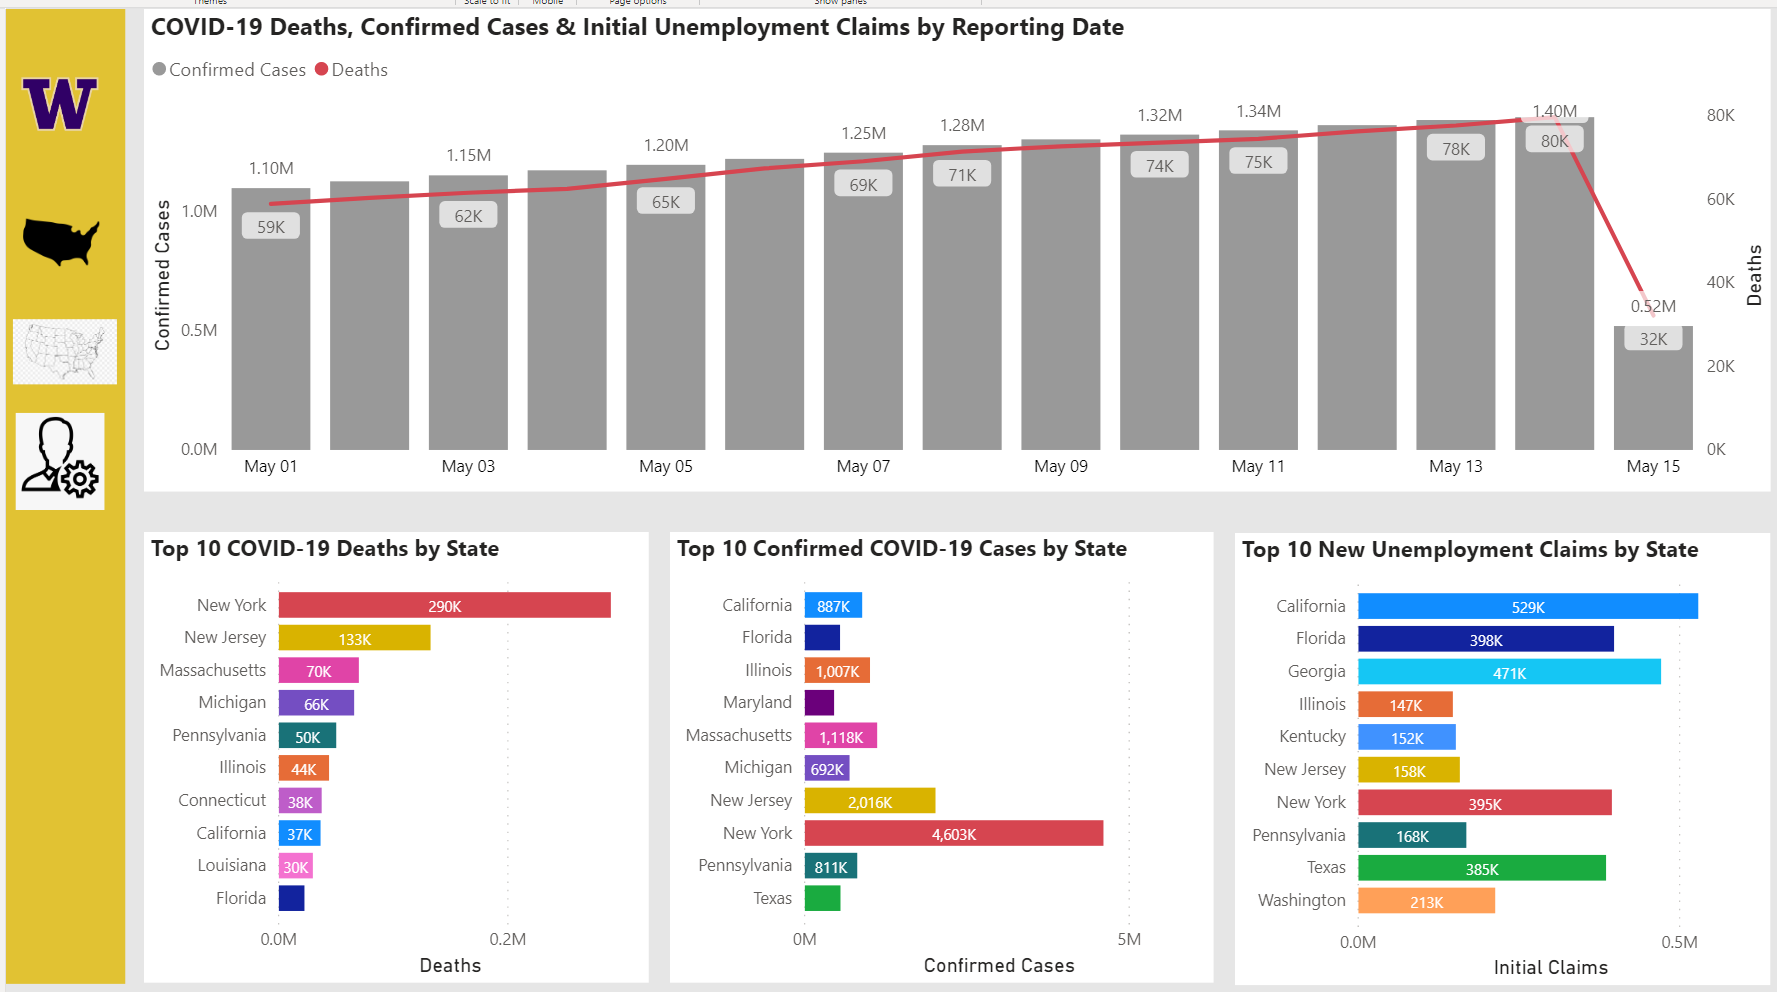 Themes Scale to fit Mobile Page options Show panes
COVID-19 Deaths, Confirmed Cases & Initial Unemployment Claims by Reporting Date
Confirmed Cases Deaths
W
Confirmed Cases
1.0M
0.5M
0.0M
1.10M
1.15M
1.20M
1.25M
1.28M
1.32M
1.34M
1.40M
0.52M
59K
62K
65K
69K
71K
74K
75K
78K
80K
32K
80K
60K
40K
20K
0K
Deaths
May 01 May 03 May 05 May 07 May 09 May 11 May 13 May 15
Top 10 COVID-19 Deaths by State
New York 290K
New Jersey 133K
Massachusetts 70K
Michigan 66K
Pennsylvania 50K
Illinois 44K
Connecticut 38K
California 37K
Louisiana 30K
Florida
0.0M 0.2M
Deaths
Top 10 Confirmed COVID-19 Cases by State
California 887K
Florida
Illinois 1,007K
Maryland
Massachusetts 1,118K
Michigan 692K
New Jersey 2,016K
New York 4,603K
Pennsylvania 811K
Texas
0M 5M
Confirmed Cases
Top 10 New Unemployment Claims by State
California 529K
Florida 398K
Georgia 471K
Illinois 147K
Kentucky 152K
New Jersey 158K
New York 395K
Pennsylvania 168K
Texas 385K
Washington 213K
0.0M 0.5M
Initial Claims